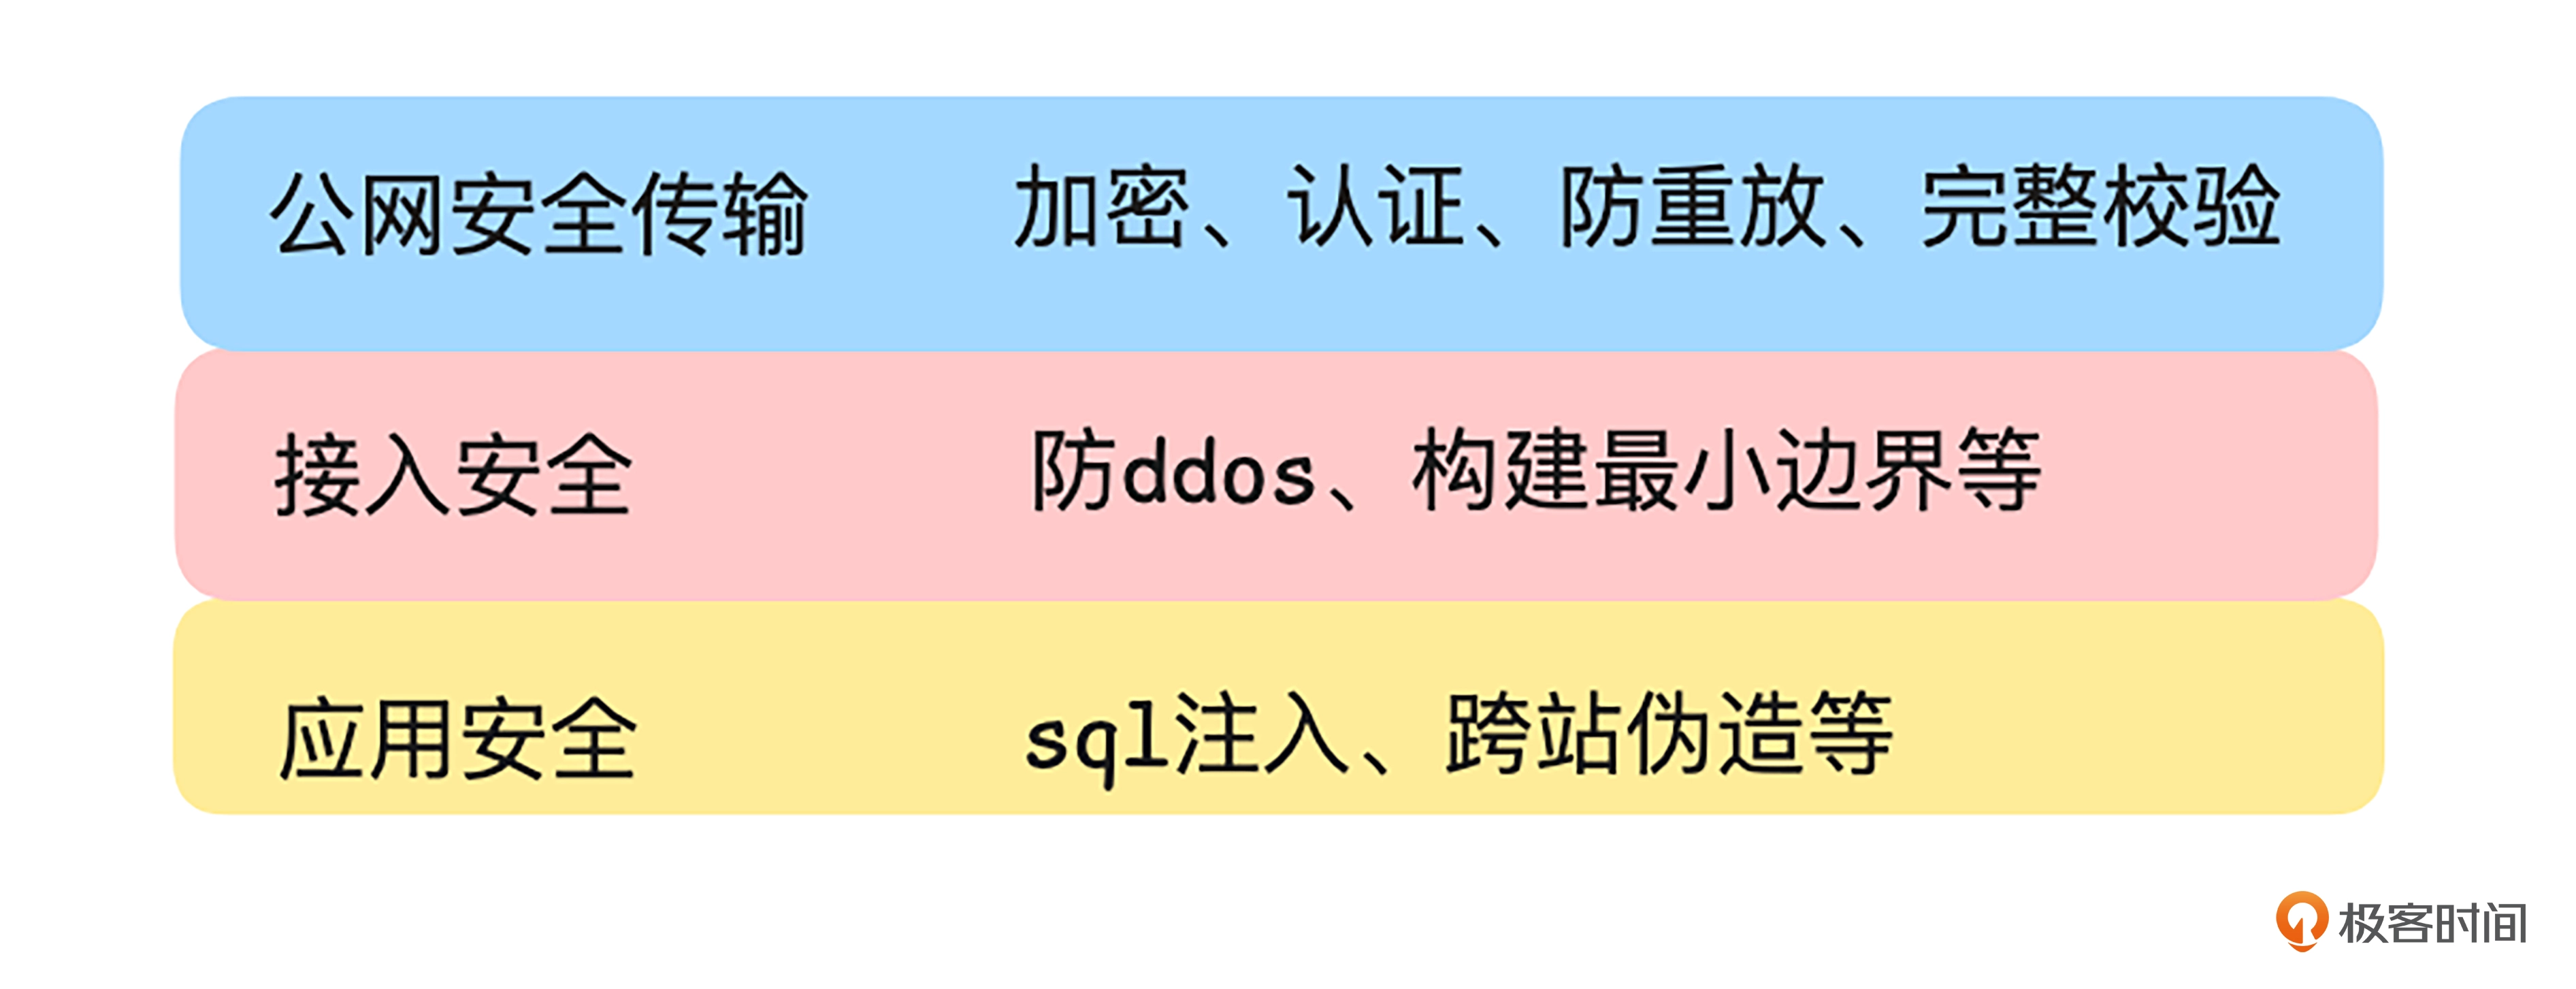 公网安全传输 加密、认证、防重放、完整校验
接入安全 防ddos、构建最小边界等
应用安全 sql注入、跨站伪造等
极客时间